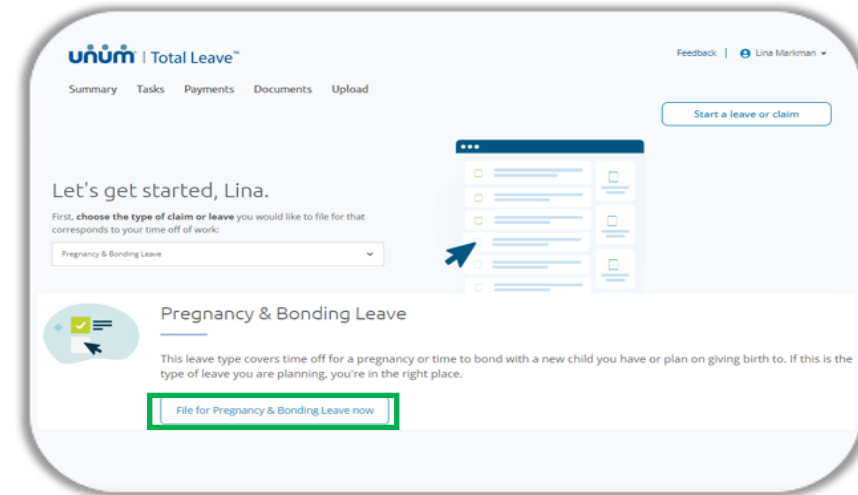 unum | Total Leave™
Feedback | Lina Markman
Summary Tasks Payments Documents Upload
Start a leave or claim
Let's get started, Lina.
First, choose the type of claim or leave you would like to file for that
corresponds to your time off of work:
Pregnancy & Bonding Leave
Pregnancy & Bonding Leave
This leave type covers time off for a pregnancy or time to bond with a new child you have or plan on giving birth to. If this is the
type of leave you are planning, you're in the right place.
File for Pregnancy & Bonding Leave now